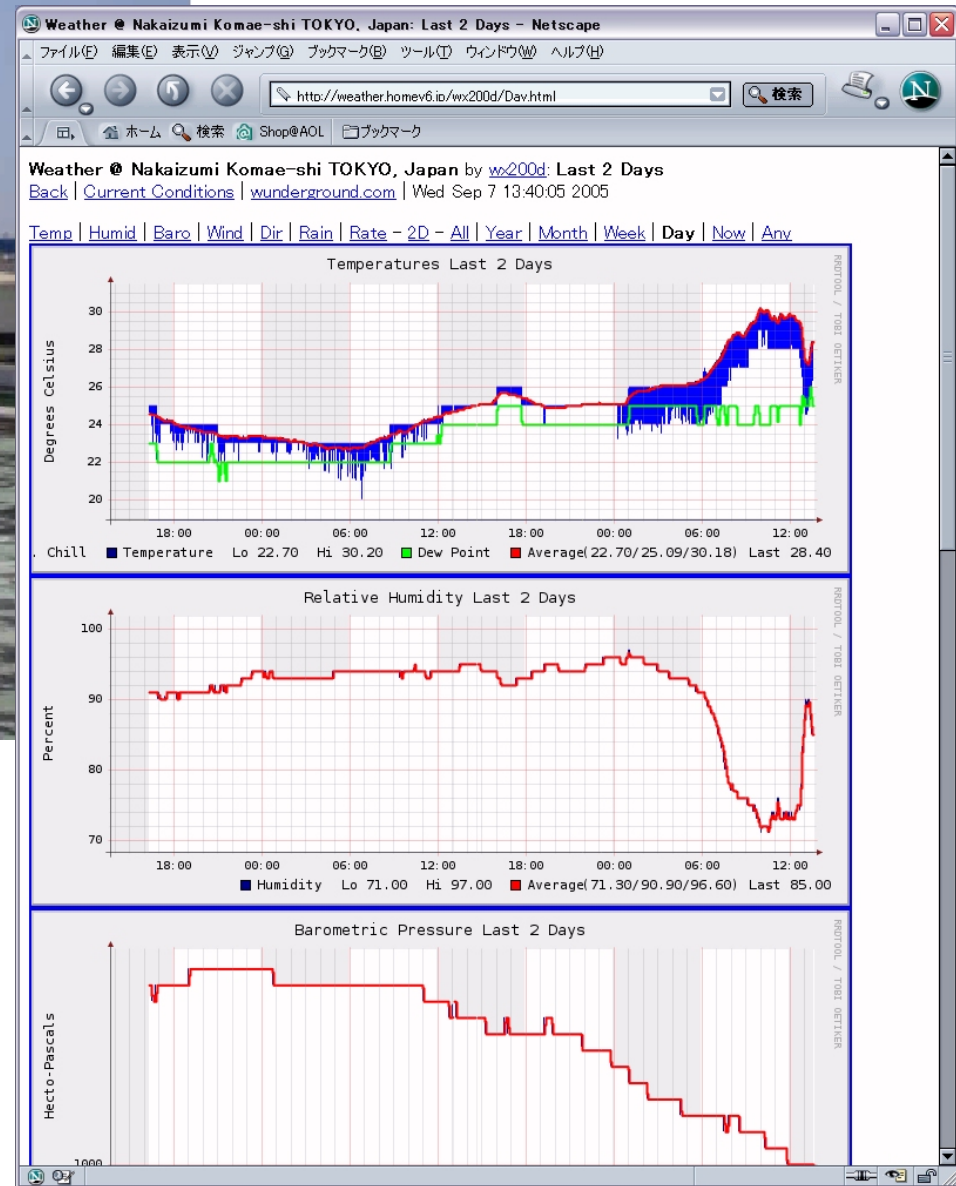 Weather @ Nakaizumi Komae-shi TOKYO, Japan: Last 2 Days - Netscape
ファイル(F) 編集(E) 表示(V) ジャンプ(G) ブックマーク(B) ツール(T) ウィンドウ(W) ヘルプ(H)
http://weather.homev6.jp/wx200d/Day.html 検索 N
ホーム 検索 Shop@AOL ブックマーク
Weather @ Nakaizumi Komae-shi TOKYO, Japan by wx200d: Last 2 Days
Back | Current Conditions | wunderground.com | Wed Sep 7 13:40:05 2005
Temp | Humid | Baro | Wind | Dir | Rain | Rate - 2D - All | Year | Month | Week | Day | Now | Any
Temperatures Last 2 Days
RRDTOOL / TOBI OETIKER
Degrees Celsius
30
28
26
24
22
20
18:00 00:00 06:00 12:00 18:00 00:00 06:00 12:00
. Chill Temperature Lo 22.70 Hi 30.20 Dew Point Average(22.70/25.09/30.18) Last 28.40
Relative Humidity Last 2 Days
RRDTOOL / TOBI OETIKER
Percent
100
90
80
70
18:00 00:00 06:00 12:00 18:00 00:00 06:00 12:00
Humidity Lo 71.00 Hi 97.00 Average(71.30/90.90/96.60) Last 85.00
Barometric Pressure Last 2 Days
RRDTOOL / TOBI OETIKER
Hecto-Pascals
1000